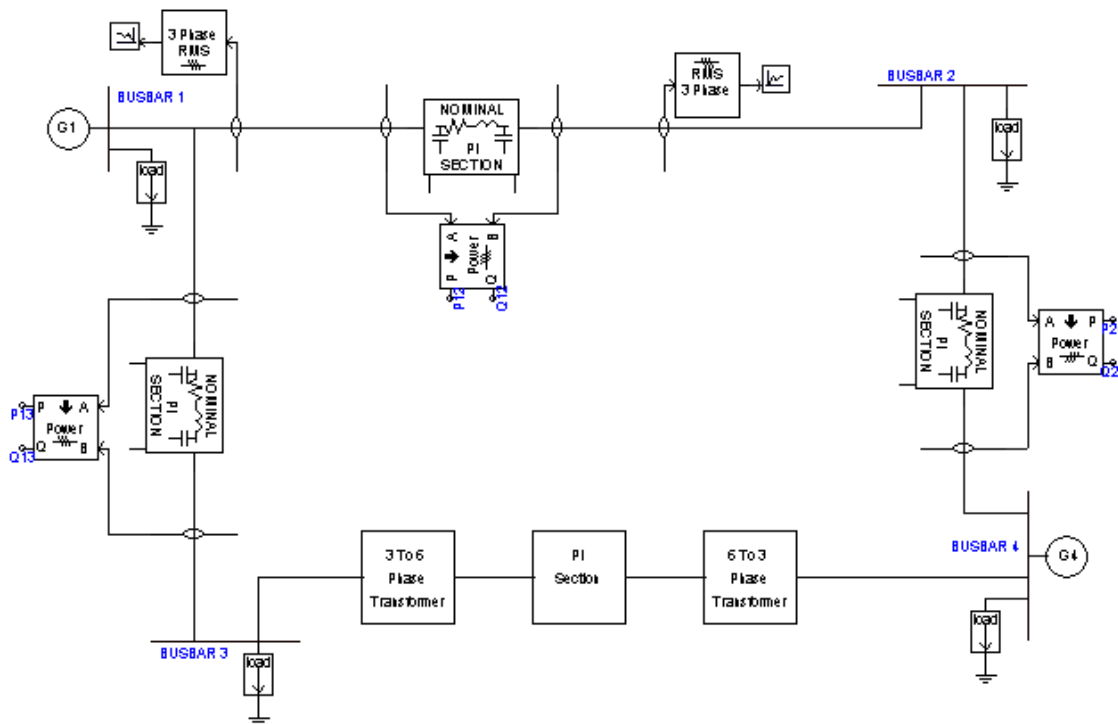 3 Phase
RMS
BUSBAR 1
G1
load
NOMINAL
PI
SECTION
RMS
3 Phase
BUSBAR 2
load
A
B
Power
P
Q
P12
Q12
NOMINAL
PI
SECTION
A
P
Power
B
Q
P2
Q2
NOMINAL
PI
SECTION
P13
P
A
Power
Q13
Q
B
3 To 6
Phase
Transformer
PI
Section
6 To 3
Phase
Transformer
BUSBAR 4
G4
load
BUSBAR 3
load